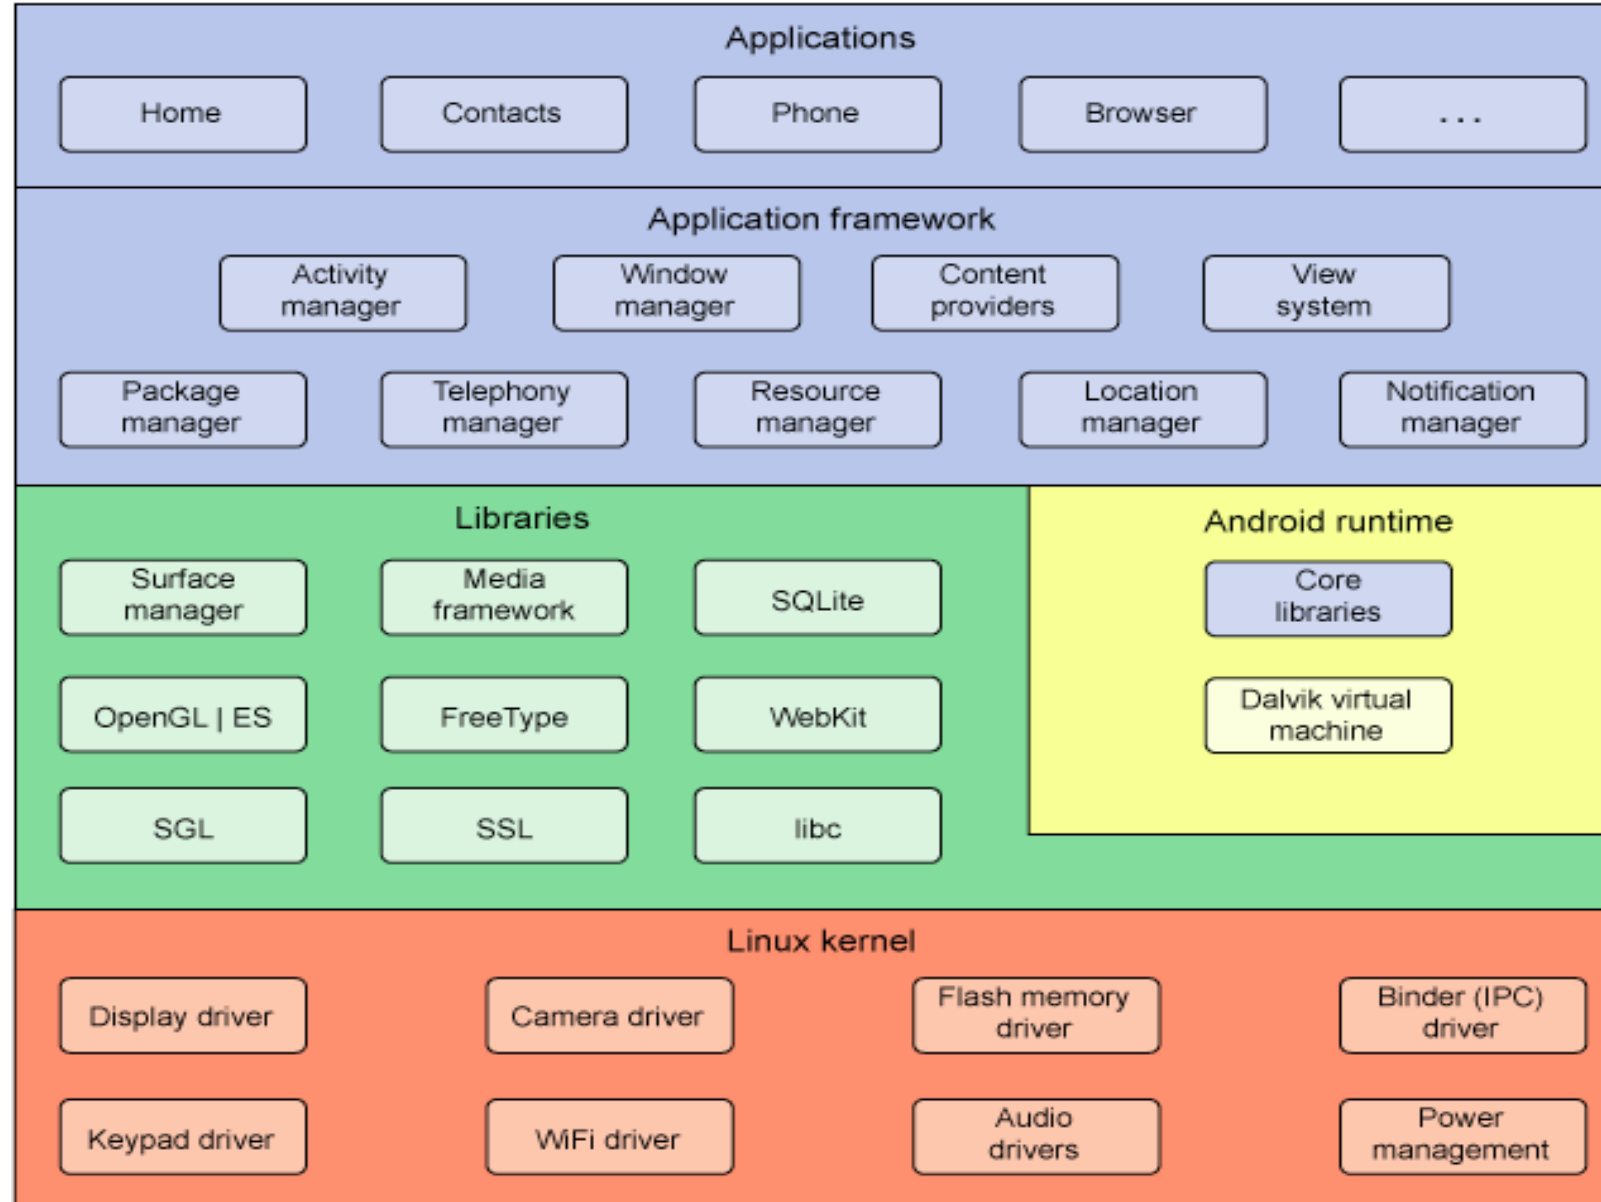 Applications
Home
Contacts
Phone
Browser
...
Application framework
Activity
manager
Window
manager
Content
providers
View
system
Package
manager
Telephony
manager
Resource
manager
Location
manager
Notification
manager
Libraries
Surface
manager
Media
framework
SQLite
OpenGL | ES
FreeType
WebKit
SGL
SSL
libc
Android runtime
Core
libraries
Dalvik virtual
machine
Linux kernel
Display driver
Camera driver
Flash memory
driver
Binder (IPC)
driver
Keypad driver
WiFi driver
Audio
drivers
Power
management